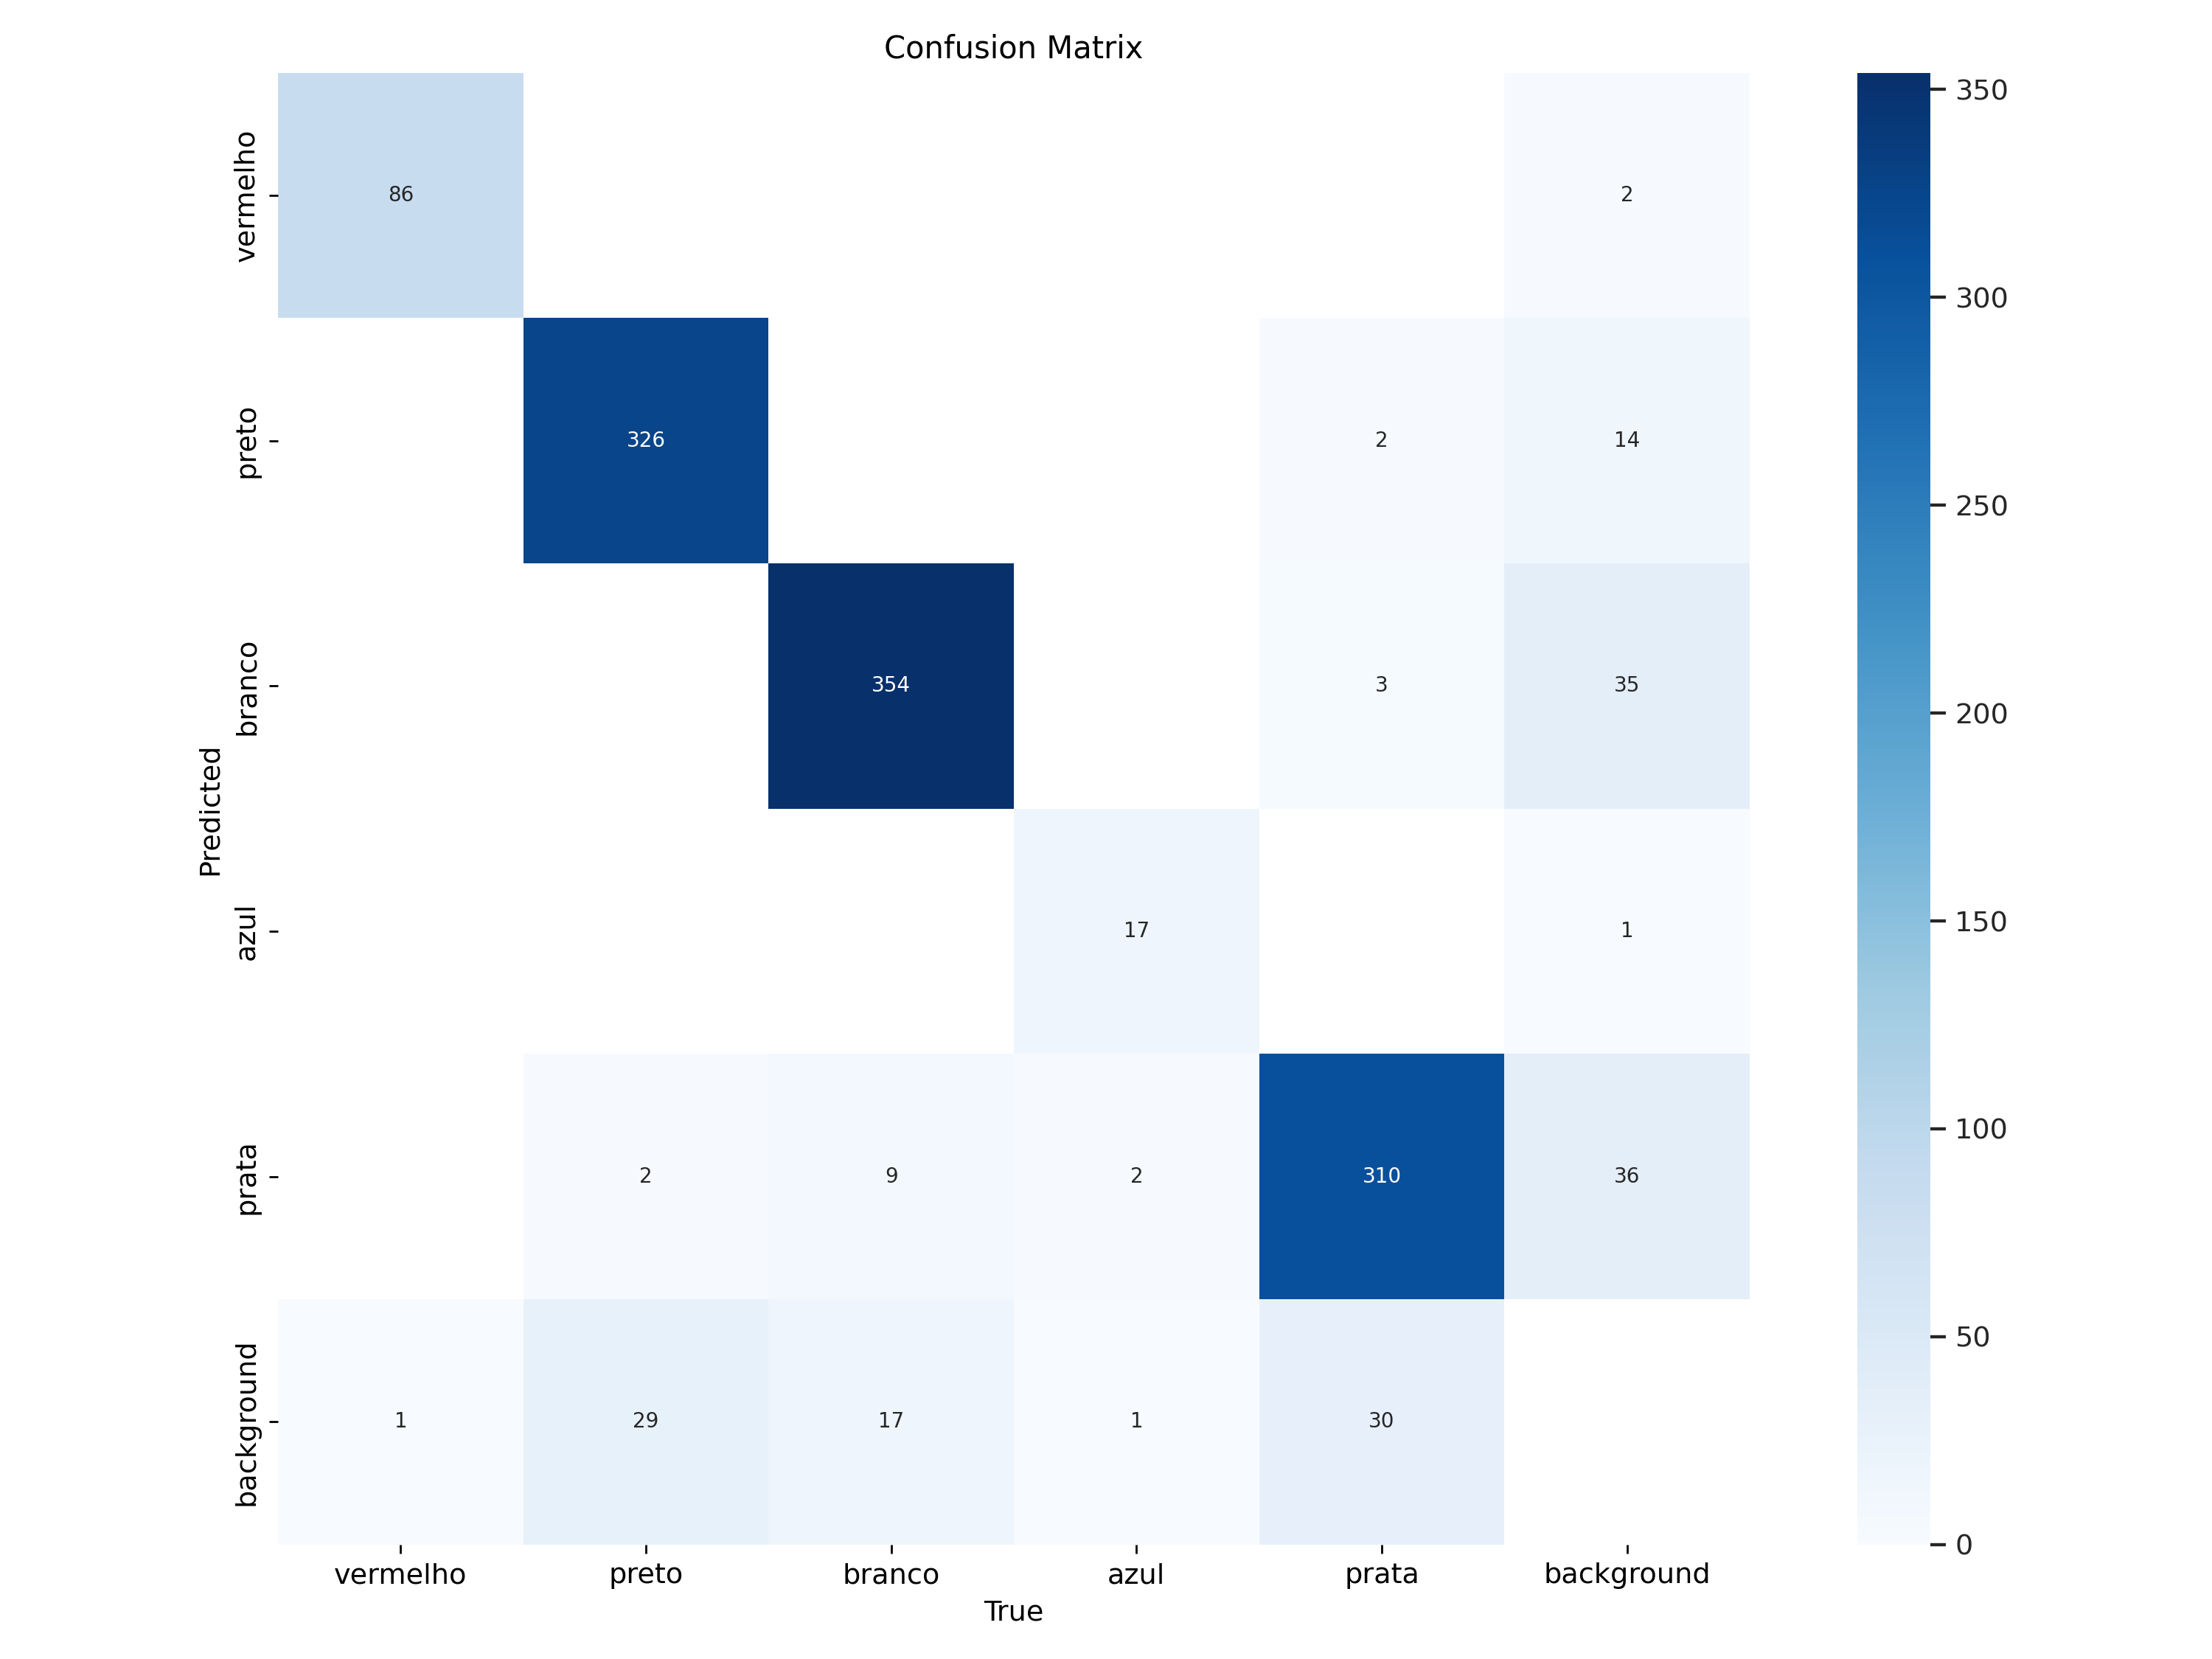 Confusion Matrix
vermelho
86
2
preto
326
2
14
branco
354
3
35
azul
17
1
prata
2
9
2
310
36
background
1
29
17
1
30
Predicted
vermelho
preto
branco
azul
prata
background
True
350
300
250
200
150
100
50
0